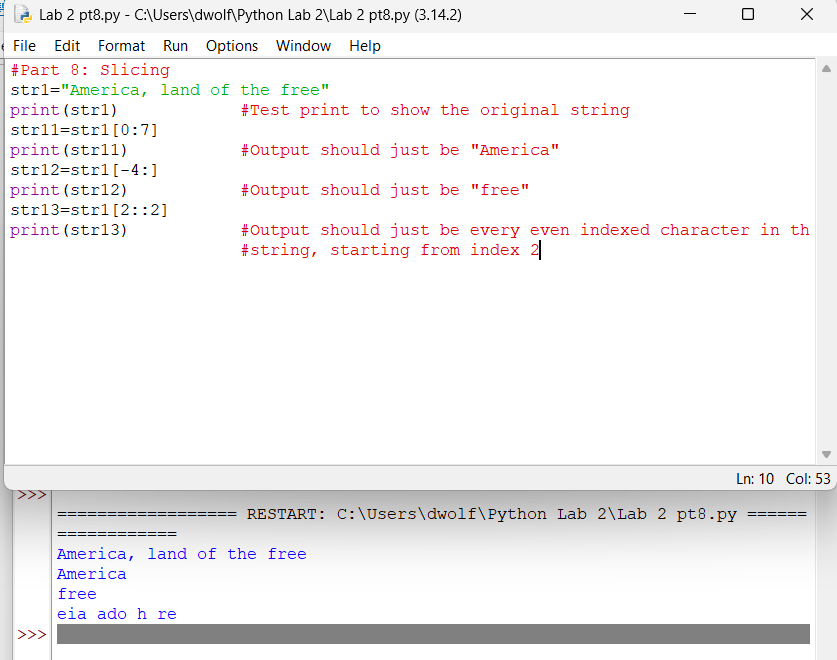 Lab 2 pt8.py - C:\Users\dwolf\Python Lab 2\Lab 2 pt8.py (3.14.2)
File Edit Format Run Options Window Help
#Part 8: Slicing
str1="America, land of the free"
print(str1)            #Test print to show the original string
str11=str1[0:7]
print(str11)           #Output should just be "America"
str12=str1[-4:]
print(str12)           #Output should just be "free"
str13=str1[2::2]
print(str13)           #Output should just be every even indexed character in th
                       #string, starting from index 2
Ln: 10 Col: 53
>>>
================== RESTART: C:\Users\dwolf\Python Lab 2\Lab 2 pt8.py ======
============
America, land of the free
America
free
eia ado h re
>>>